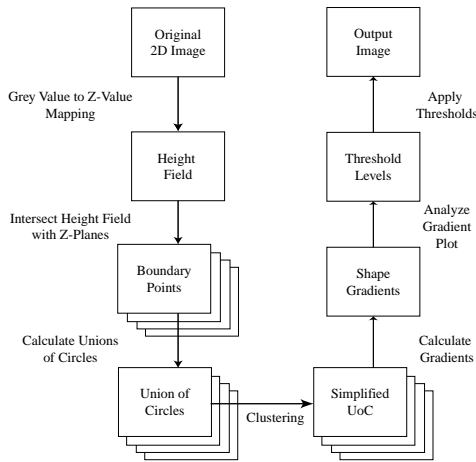 Original
2D Image
Grey Value to Z-Value
Mapping
Height
Field
Intersect Height Field
with Z-Planes
Boundary
Points
Calculate Unions
of Circles
Union of
Circles
Clustering
Simplified
UoC
Calculate
Gradients
Shape
Gradients
Analyze
Gradient
Plot
Threshold
Levels
Apply
Thresholds
Output
Image